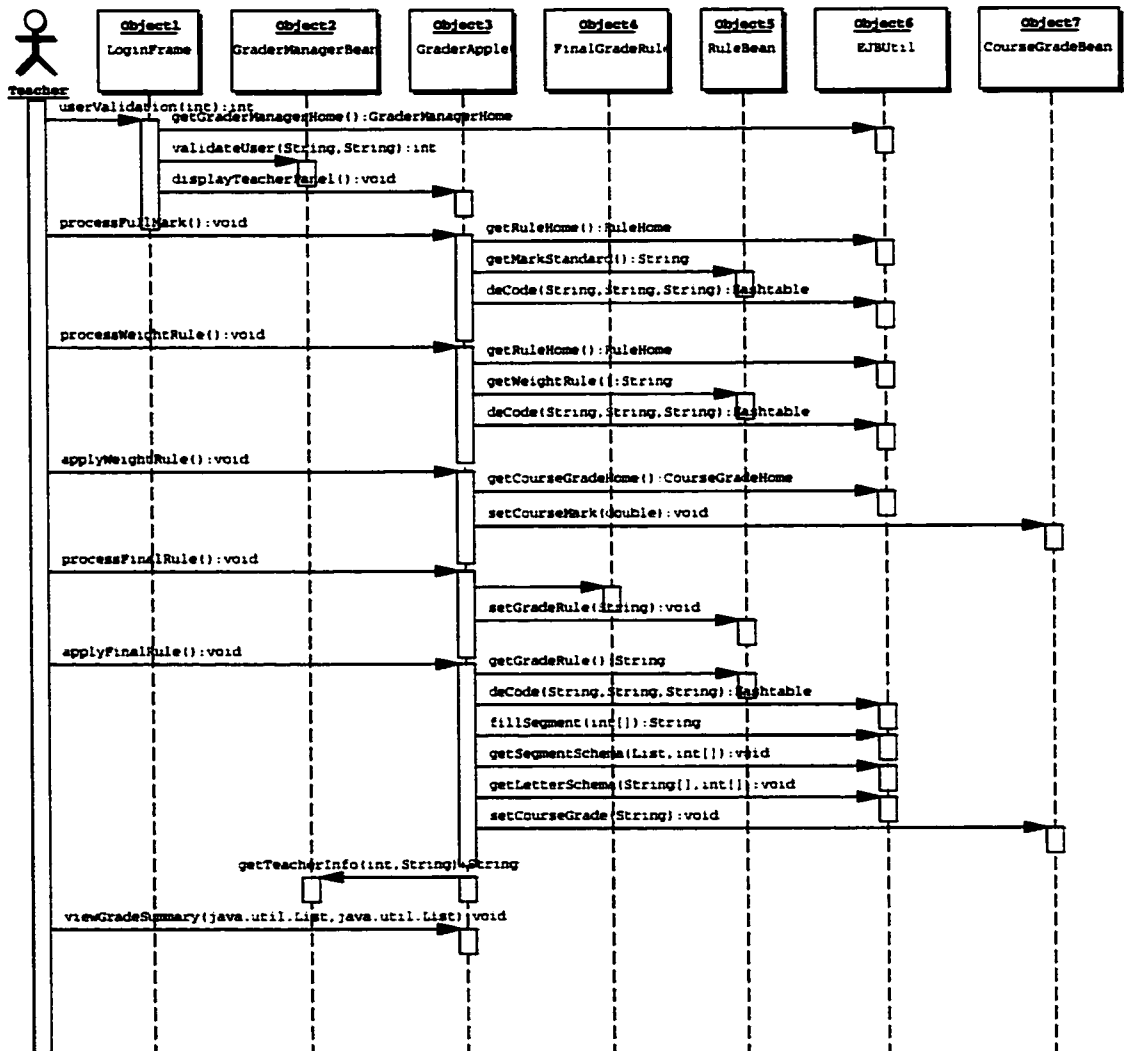 Object1
LoginFrame
Object2
GraderManagerBean
Object3
GraderApplet
Object4
FinalGradeRule
Object5
RuleBean
Object6
EJBUtil
Object7
CourseGradeBean
Teacher
userValidation(int):int
getGraderManagerHome():GraderManagerHome
validateUser(String,String):int
displayTeacherPanel():void
processFullMark():void
getRuleHome():RuleHome
getMarkStandard():String
deCode(String,String,String):Hashtable
processWeightRule():void
getRuleHome():RuleHome
getWeightRule():String
deCode(String,String,String):Hashtable
applyWeightRule():void
getCourseGradeHome():CourseGradeHome
setCourseMark(double):void
processFinalRule():void
setGradeRule(String):void
applyFinalRule():void
getGradeRule():String
deCode(String,String,String):Hashtable
fillSegment(int[]):String
getSegmentSchema(List,int[]):void
getLetterSchema(String[],int[]):void
setCourseGrade(String):void
getTeacherInfo(int,String):String
viewGradeSummary(java.util.List,java.util.List):void